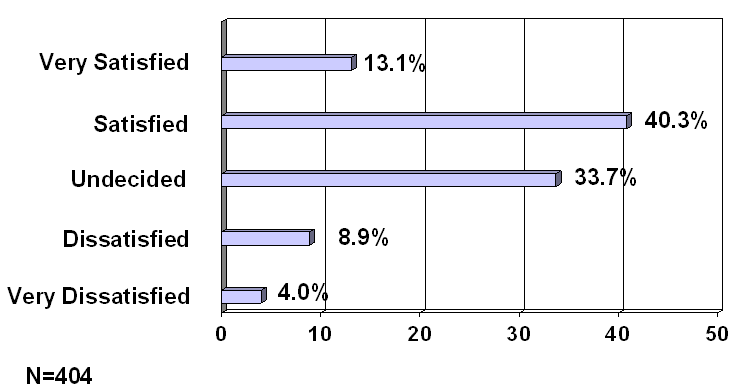 Very Satisfied 13.1%
Satisfied 40.3%
Undecided 33.7%
Dissatisfied 8.9%
Very Dissatisfied 4.0%
0 10 20 30 40 50
N=404